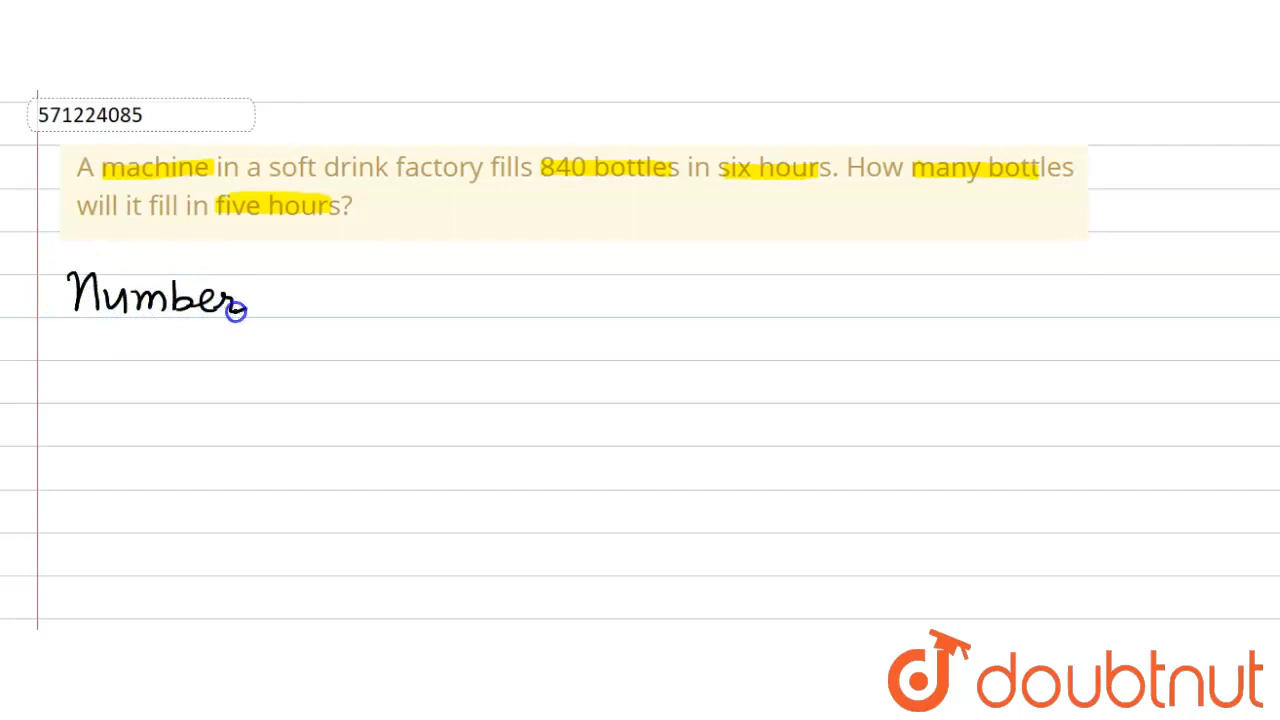 571224085
A machine in a soft drink factory fills 840 bottles in six hours. How many bottles
will it fill in five hours?
Number
doubtnut